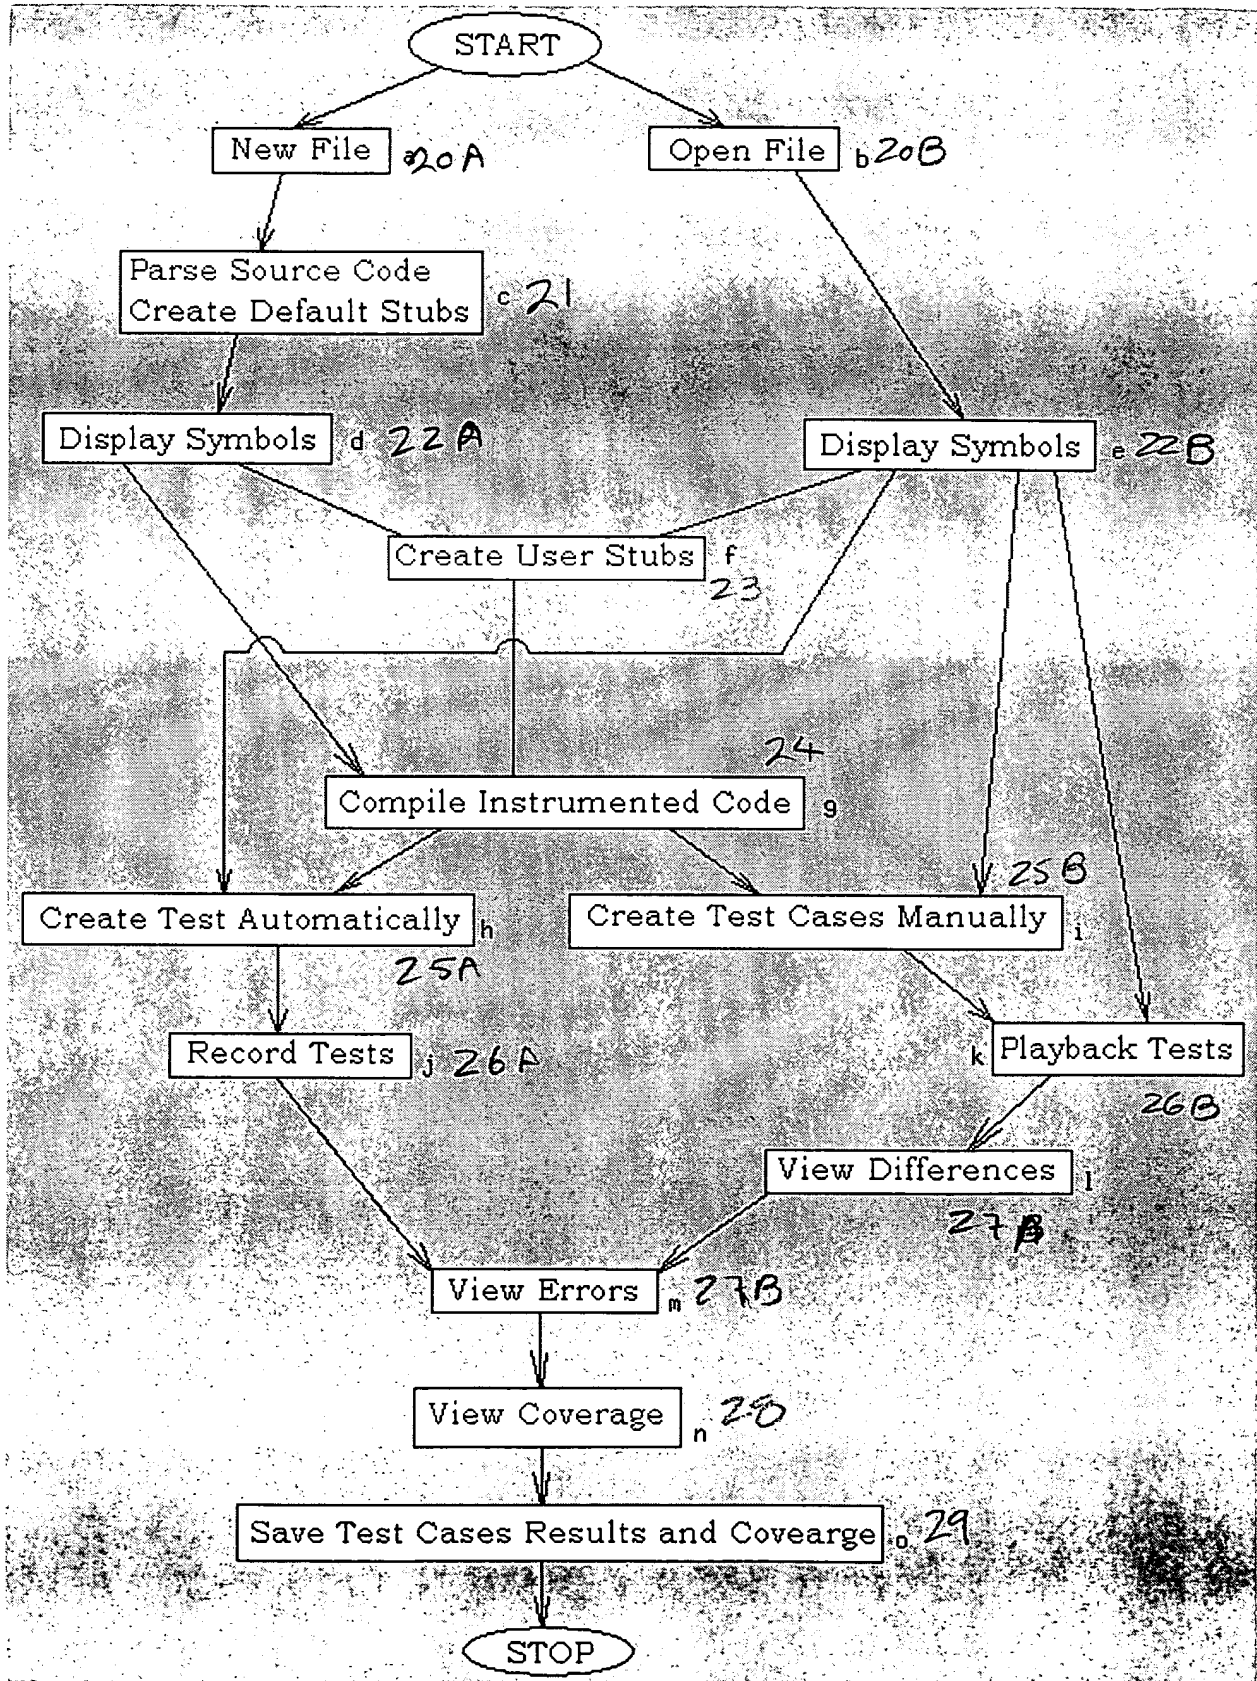 START
New File a 20A
Open File b 20B
Parse Source Code
Create Default Stubs c 21
Display Symbols d 22A
Display Symbols e 22B
Create User Stubs f
23
24
Compile Instrumented Code g
25B
Create Test Automatically h
Create Test Cases Manually i
25A
Record Tests j 26A
k Playback Tests
26B
View Differences l
27B
View Errors m 27B
View Coverage n 28
Save Test Cases Results and Covearge o 29
STOP